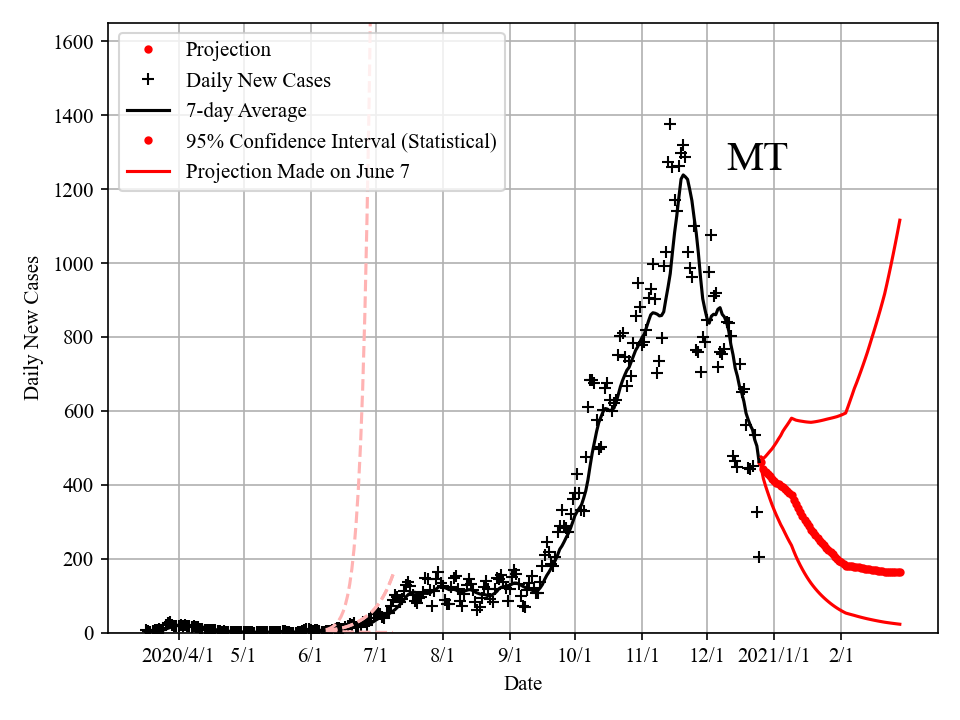 1600
1400
1200
1000
800
600
400
200
0
Daily New Cases
Projection
Daily New Cases
7-day Average
95% Confidence Interval (Statistical)
Projection Made on June 7
MT
2020/4/1 5/1 6/1 7/1 8/1 9/1 10/1 11/1 12/1 2021/1/1 2/1
Date